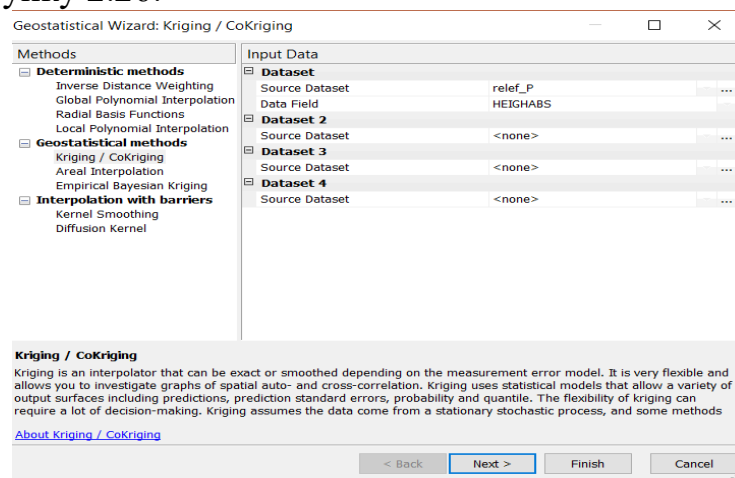 2.20.
Geostatistical Wizard: Kriging / CoKriging
Methods
Deterministic methods
Inverse Distance Weighting
Global Polynomial Interpolation
Radial Basis Functions
Local Polynomial Interpolation
Geostatistical methods
Kriging / CoKriging
Areal Interpolation
Empirical Bayesian Kriging
Interpolation with barriers
Kernel Smoothing
Diffusion Kernel
Input Data
Dataset
Source Dataset relef_P ...
Data Field HEIGHABS
Dataset 2
Source Dataset <none> ...
Dataset 3
Source Dataset <none> ...
Dataset 4
Source Dataset <none> ...
Kriging / CoKriging
Kriging is an interpolator that can be exact or smoothed depending on the measurement error model. It is very flexible and
allows you to investigate graphs of spatial auto- and cross-correlation. Kriging uses statistical models that allow a variety of
output surfaces including predictions, prediction standard errors, probability and quantile. The flexibility of kriging can
require a lot of decision-making. Kriging assumes the data come from a stationary stochastic process, and some methods
About Kriging / CoKriging
< Back Next > Finish Cancel